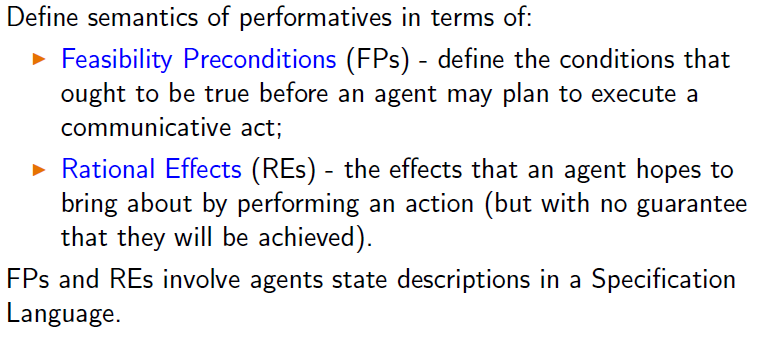 Define semantics of performatives in terms of:
▶ Feasibility Preconditions (FPs) - define the conditions that
ought to be true before an agent may plan to execute a
communicative act;
▶ Rational Effects (REs) - the effects that an agent hopes to
bring about by performing an action (but with no guarantee
that they will be achieved).
FPs and REs involve agents state descriptions in a Specification
Language.